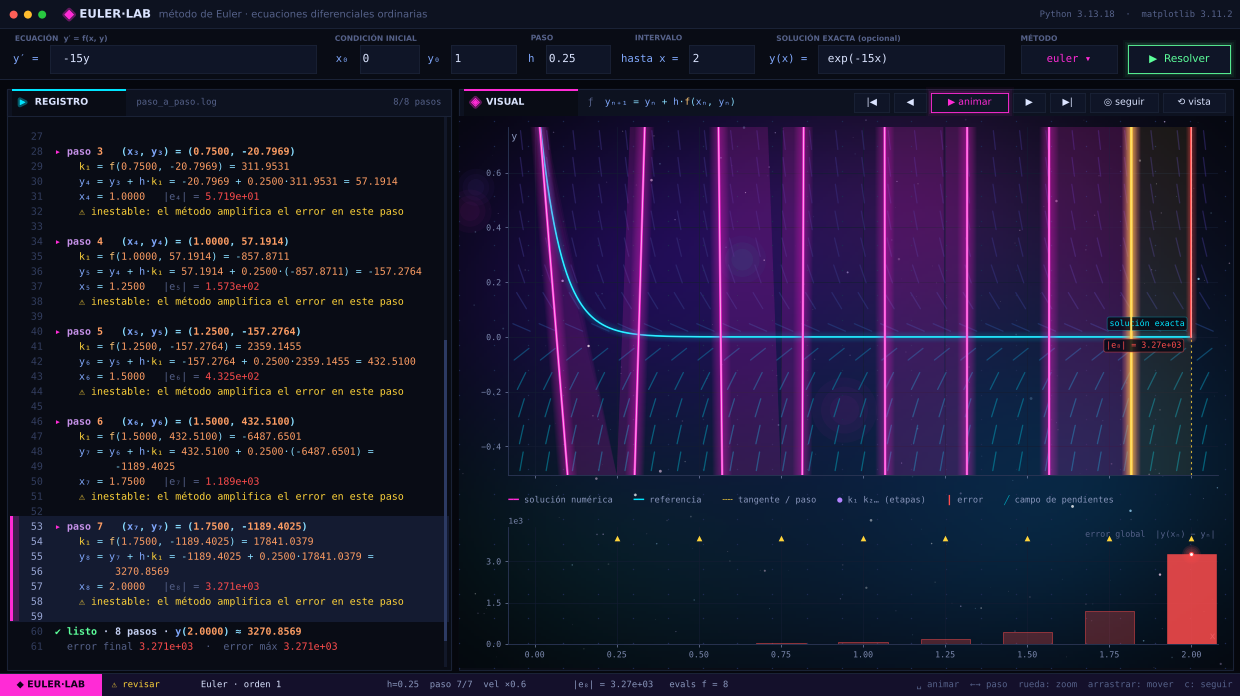 EULER·LAB método de Euler · ecuaciones diferenciales ordinarias Python 3.13.18 · matplotlib 3.11.2
ECUACIÓN y′ = f(x, y) CONDICIÓN INICIAL PASO INTERVALO SOLUCIÓN EXACTA (opcional) MÉTODO
y′ = -15y x₀ 0 y₀ 1 h 0.25 hasta x = 2 y(x) = exp(-15x) euler ▾ ▶ Resolver
REGISTRO paso_a_paso.log 8/8 pasos
27
28 ▸ paso 3 (x₃, y₃) = (0.7500, -20.7969)
29 k₁ = f(0.7500, -20.7969) = 311.9531
30 y₄ = y₃ + h·k₁ = -20.7969 + 0.2500·311.9531 = 57.1914
31 x₄ = 1.0000 |e₄| = 5.719e+01
32 ⚠ inestable: el método amplifica el error en este paso
33
34 ▸ paso 4 (x₄, y₄) = (1.0000, 57.1914)
35 k₁ = f(1.0000, 57.1914) = -857.8711
36 y₅ = y₄ + h·k₁ = 57.1914 + 0.2500·(-857.8711) = -157.2764
37 x₅ = 1.2500 |e₅| = 1.573e+02
38 ⚠ inestable: el método amplifica el error en este paso
39
40 ▸ paso 5 (x₅, y₅) = (1.2500, -157.2764)
41 k₁ = f(1.2500, -157.2764) = 2359.1455
42 y₆ = y₅ + h·k₁ = -157.2764 + 0.2500·2359.1455 = 432.5100
43 x₆ = 1.5000 |e₆| = 4.325e+02
44 ⚠ inestable: el método amplifica el error en este paso
45
46 ▸ paso 6 (x₆, y₆) = (1.5000, 432.5100)
47 k₁ = f(1.5000, 432.5100) = -6487.6501
48 y₇ = y₆ + h·k₁ = 432.5100 + 0.2500·(-6487.6501) =
49 -1189.4025
50 x₇ = 1.7500 |e₇| = 1.189e+03
51 ⚠ inestable: el método amplifica el error en este paso
52
53 ▸ paso 7 (x₇, y₇) = (1.7500, -1189.4025)
54 k₁ = f(1.7500, -1189.4025) = 17841.0379
55 y₈ = y₇ + h·k₁ = -1189.4025 + 0.2500·17841.0379 =
56 3270.8569
57 x₈ = 2.0000 |e₈| = 3.271e+03
58 ⚠ inestable: el método amplifica el error en este paso
59
60 ✔ listo · 8 pasos · y(2.0000) ≈ 3270.8569
61 error final 3.271e+03 · error máx 3.271e+03
VISUAL ƒ yₙ₊₁ = yₙ + h·f(xₙ, yₙ) |◀ ◀ ▶ animar ▶ ▶| ◎ seguir ⟲ vista
y
0.6
0.4
0.2
0.0
−0.2
−0.4
solución exacta
|e₈| = 3.27e+03
solución numérica referencia tangente / paso k₁ k₂… (etapas) error campo de pendientes
1e3
error global |y(xₙ) − yₙ|
3.0
1.5
0.0
0.00 0.25 0.50 0.75 1.00 1.25 1.50 1.75 2.00
x
◆ EULER·LAB ⚠ revisar Euler · orden 1 h=0.25 paso 7/7 vel ×0.6 |e₈| = 3.27e+03 evals f = 8 ␣ animar ←→ paso rueda: zoom arrastrar: mover c: seguir